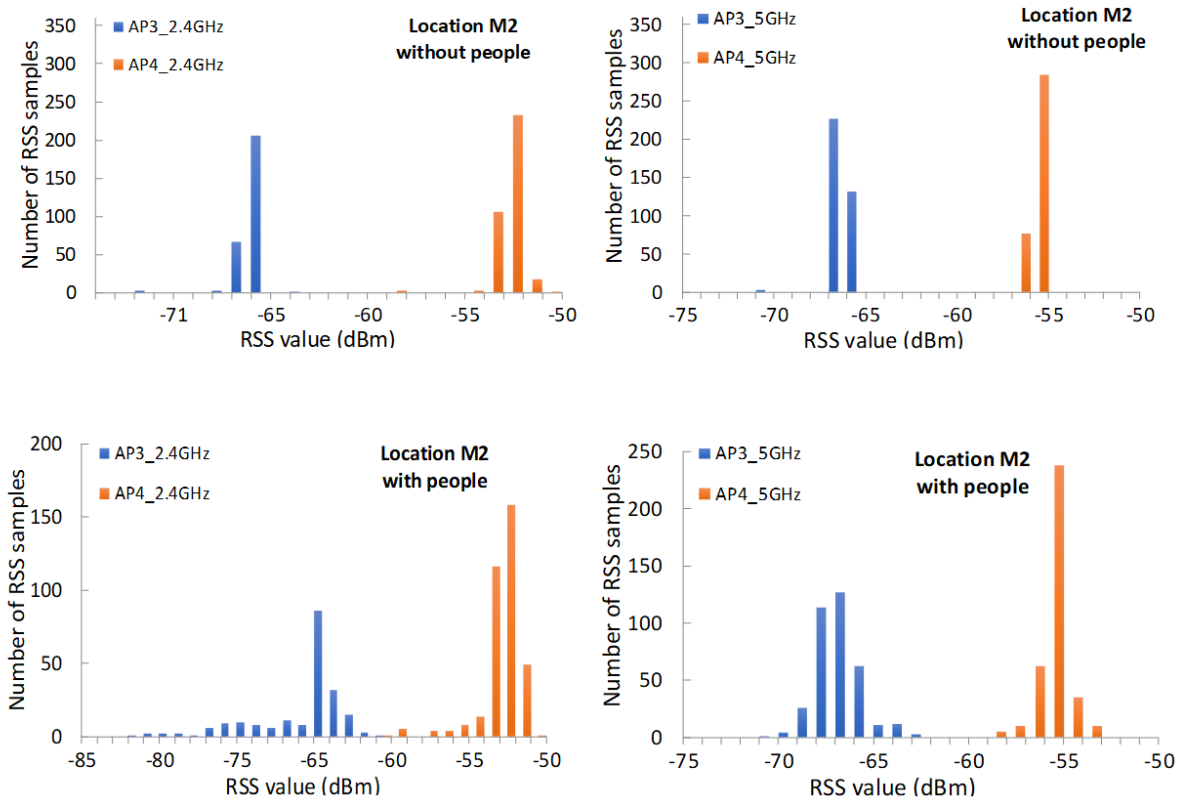 Number of RSS samples
350
300
250
200
150
100
50
0
AP3_2.4GHz
AP4_2.4GHz
Location M2
without people
-71 -65 -60 -55 -50
RSS value (dBm)
Number of RSS samples
350
300
250
200
150
100
50
0
AP3_5GHz
AP4_5GHz
Location M2
without people
-75 -70 -65 -60 -55 -50
RSS value (dBm)
Number of RSS samples
200
150
100
50
0
AP3_2.4GHz
AP4_2.4GHz
Location M2
with people
-85 -80 -75 -70 -65 -60 -55 -50
RSS value (dBm)
Number of RSS samples
250
200
150
100
50
0
AP3_5GHz
AP4_5GHz
Location M2
with people
-75 -70 -65 -60 -55 -50
RSS value (dBm)